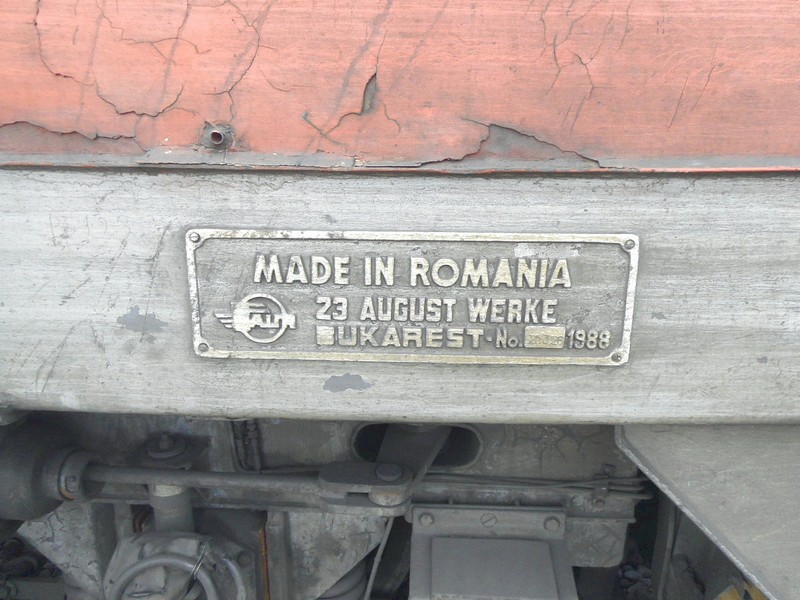 MADE IN ROMANIA
23 AUGUST WERKE
BUKAREST · No. 1988